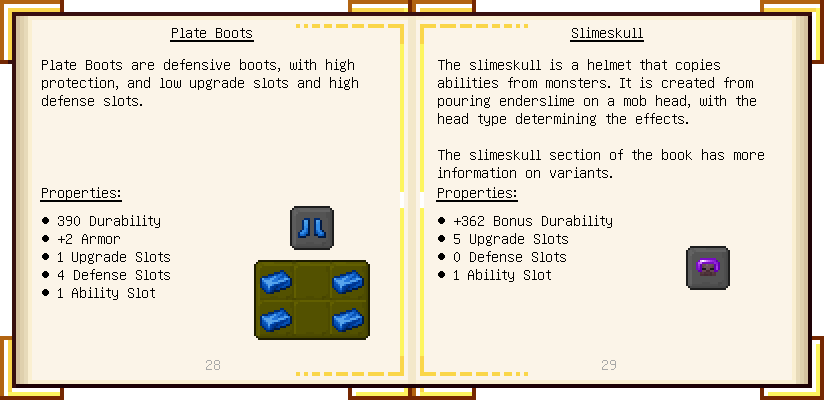 Plate Boots
Plate Boots are defensive boots, with high
protection, and low upgrade slots and high
defense slots.
Properties:
• 390 Durability
• +2 Armor
• 1 Upgrade Slots
• 4 Defense Slots
• 1 Ability Slot
28
Slimeskull
The slimeskull is a helmet that copies
abilities from monsters. It is created from
pouring enderslime on a mob head, with the
head type determining the effects.
The slimeskull section of the book has more
information on variants.
Properties:
• +362 Bonus Durability
• 5 Upgrade Slots
• 0 Defense Slots
• 1 Ability Slot
29